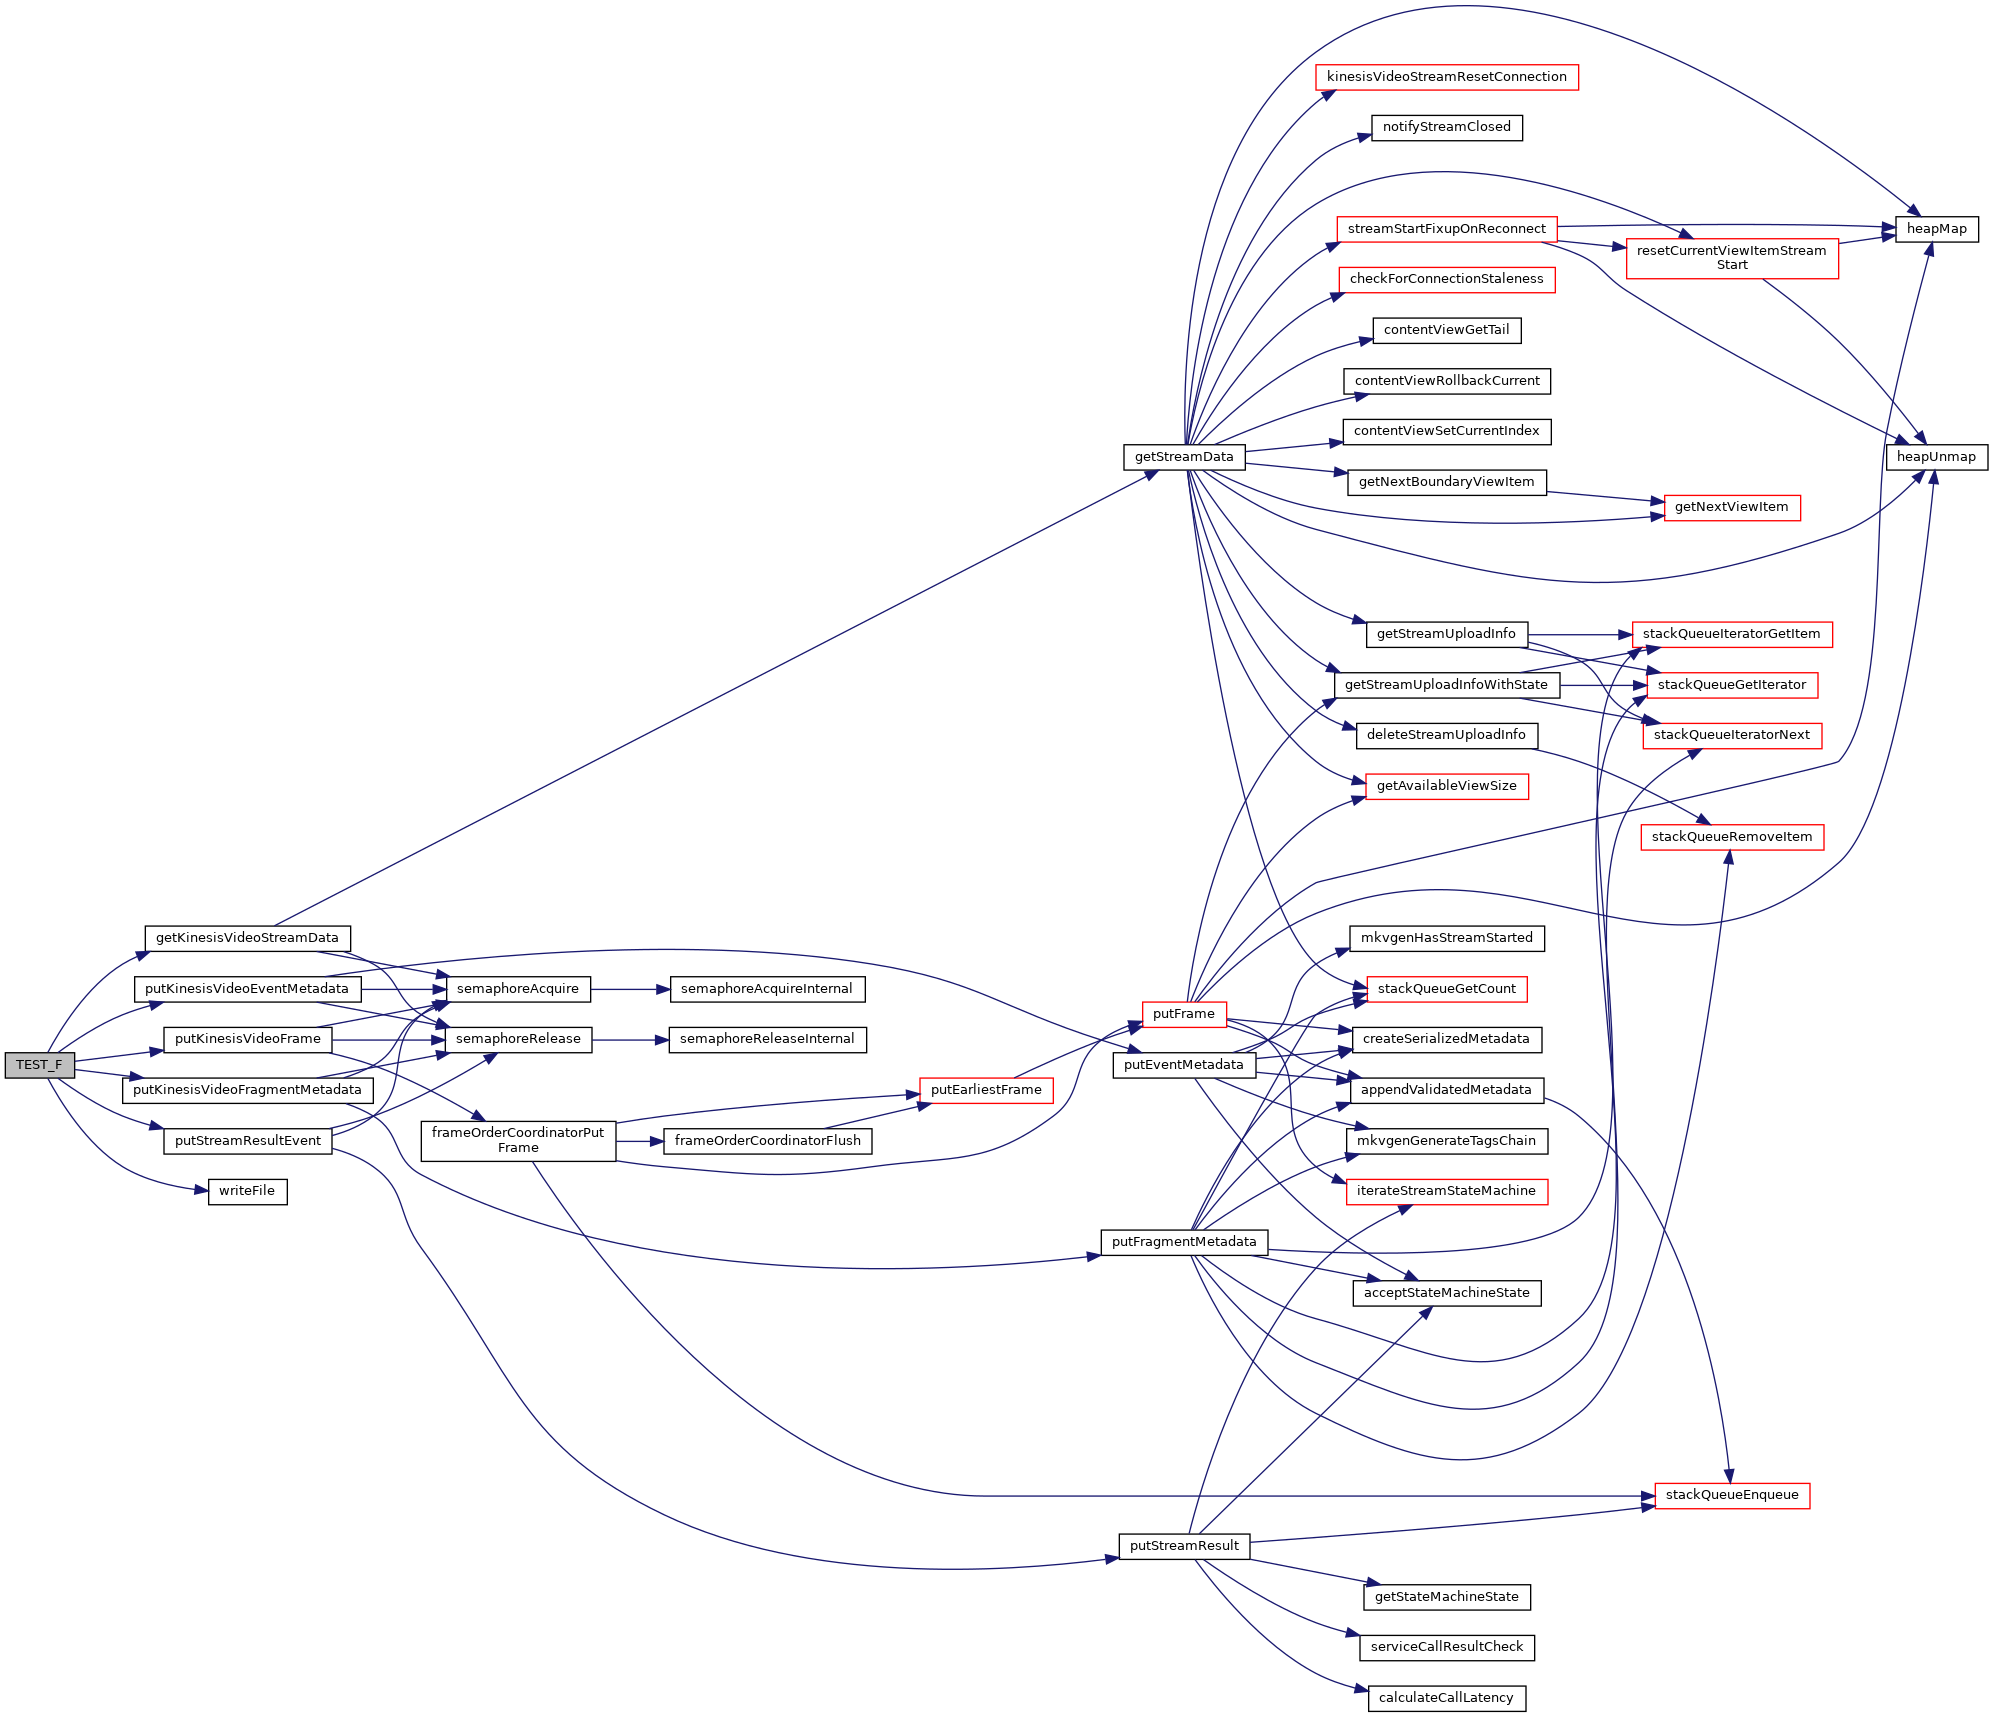 TEST_F
getKinesisVideoStreamData
putKinesisVideoEventMetadata
putKinesisVideoFrame
putKinesisVideoFragmentMetadata
putStreamResultEvent
writeFile
semaphoreAcquire
semaphoreRelease
frameOrderCoordinatorPut
Frame
semaphoreAcquireInternal
semaphoreReleaseInternal
frameOrderCoordinatorFlush
putEarliestFrame
getStreamData
putFrame
putEventMetadata
putFragmentMetadata
putStreamResult
kinesisVideoStreamResetConnection
notifyStreamClosed
streamStartFixupOnReconnect
checkForConnectionStaleness
contentViewGetTail
contentViewRollbackCurrent
contentViewSetCurrentIndex
getNextBoundaryViewItem
getStreamUploadInfo
getStreamUploadInfoWithState
deleteStreamUploadInfo
getAvailableViewSize
mkvgenHasStreamStarted
stackQueueGetCount
createSerializedMetadata
appendValidatedMetadata
mkvgenGenerateTagsChain
iterateStreamStateMachine
acceptStateMachineState
getStateMachineState
serviceCallResultCheck
calculateCallLatency
resetCurrentViewItemStream
Start
getNextViewItem
stackQueueIteratorGetItem
stackQueueGetIterator
stackQueueIteratorNext
stackQueueRemoveItem
stackQueueEnqueue
heapMap
heapUnmap